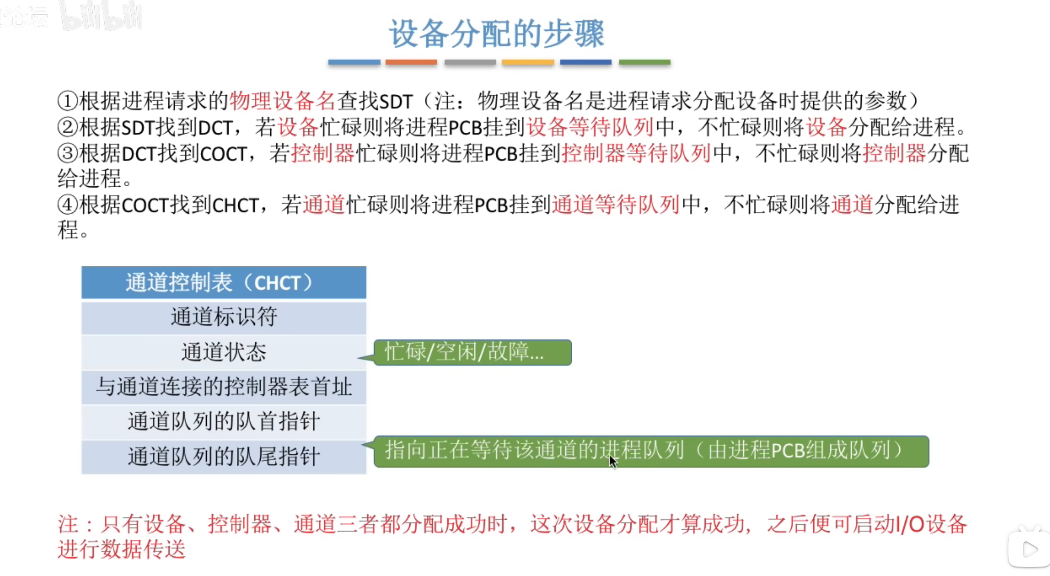 bilibili
设备分配的步骤
①根据进程请求的物理设备名查找SDT（注：物理设备名是进程请求分配设备时提供的参数）
②根据SDT找到DCT，若设备忙碌则将进程PCB挂到设备等待队列中，不忙碌则将设备分配给进程。
③根据DCT找到COCT，若控制器忙碌则将进程PCB挂到控制器等待队列中，不忙碌则将控制器分配
给进程。
④根据COCT找到CHCT，若通道忙碌则将进程PCB挂到通道等待队列中，不忙碌则将通道分配给进
程。
通道控制表（CHCT）
通道标识符
通道状态
忙碌/空闲/故障...
与通道连接的控制器表首址
通道队列的队首指针
通道队列的队尾指针
指向正在等待该通道的进程队列（由进程PCB组成队列）
注：只有设备、控制器、通道三者都分配成功时，这次设备分配才算成功，之后便可启动I/O设备
进行数据传送